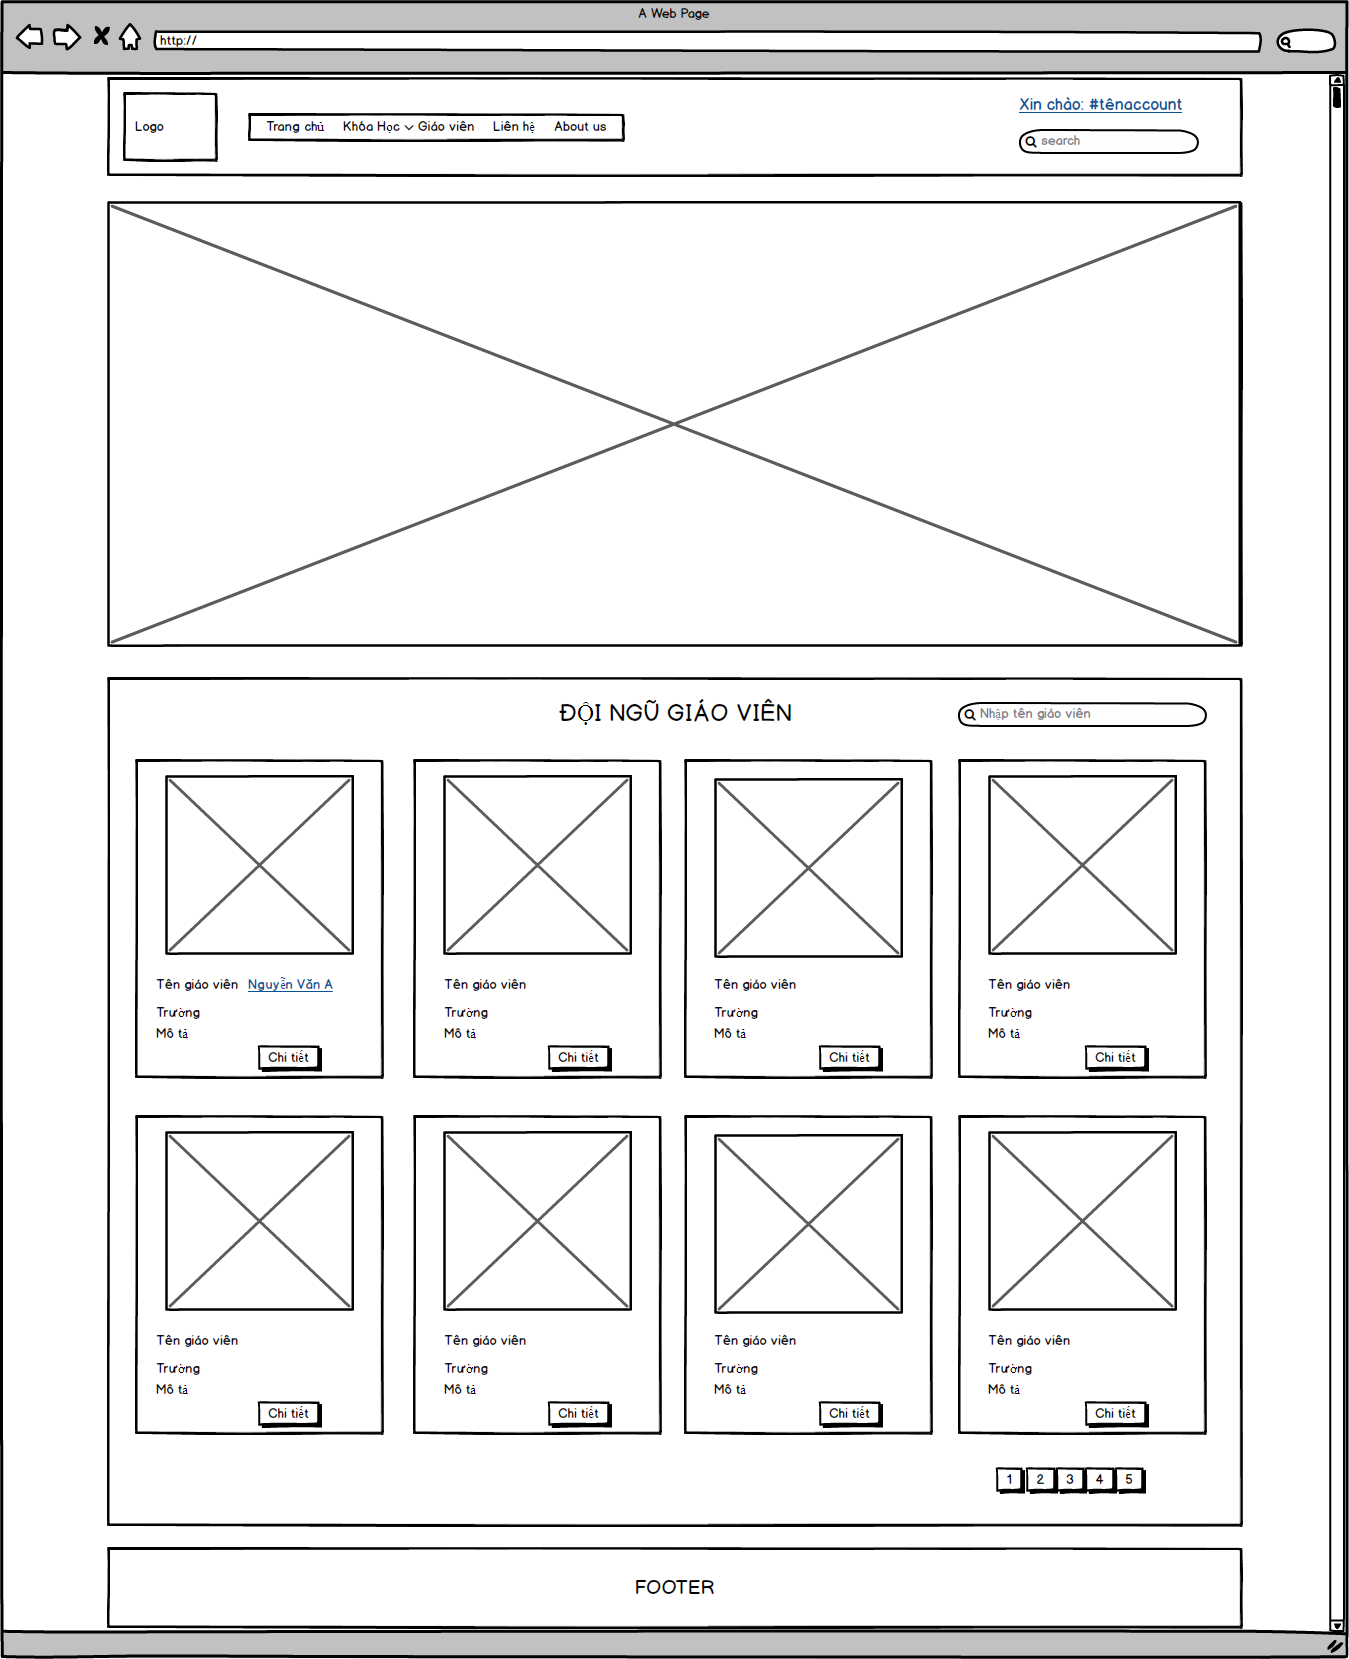 A Web Page
http://
Logo
Trang chủ Khóa Học Giáo viên Liên hệ About us
Xin chào: #tênaccount
search
ĐỘI NGŨ GIÁO VIÊN
Nhập tên giáo viên
Tên giáo viên Nguyễn Văn A
Trường
Mô tả
Chi tiết
Tên giáo viên
Trường
Mô tả
Chi tiết
Tên giáo viên
Trường
Mô tả
Chi tiết
Tên giáo viên
Trường
Mô tả
Chi tiết
Tên giáo viên
Trường
Mô tả
Chi tiết
Tên giáo viên
Trường
Mô tả
Chi tiết
Tên giáo viên
Trường
Mô tả
Chi tiết
Tên giáo viên
Trường
Mô tả
Chi tiết
1 2 3 4 5
FOOTER